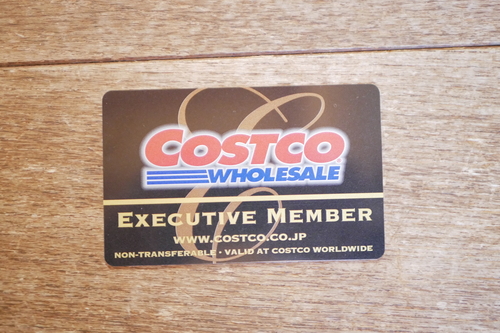 COSTCO
WHOLESALE
EXECUTIVE MEMBER
WWW.COSTCO.CO.JP
NON-TRANSFERABLE • VALID AT COSTCO WORLDWIDE